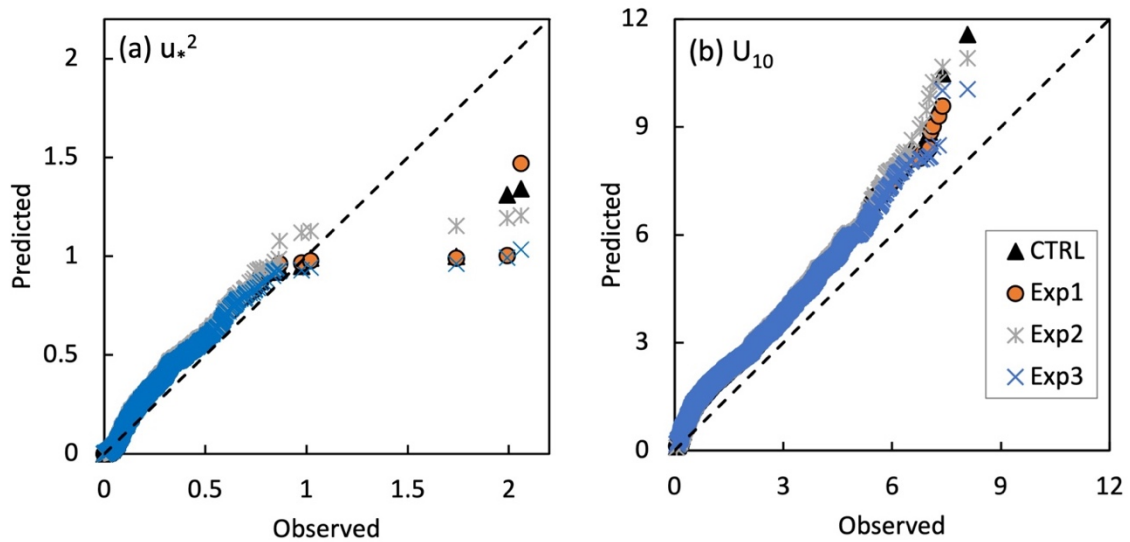 (a) u*²
2
1.5
1
0.5
0
Predicted
0 0.5 1 1.5 2
Observed
(b) U₁₀
12
9
6
3
0
Predicted
0 3 6 9 12
Observed
CTRL
Exp1
Exp2
Exp3